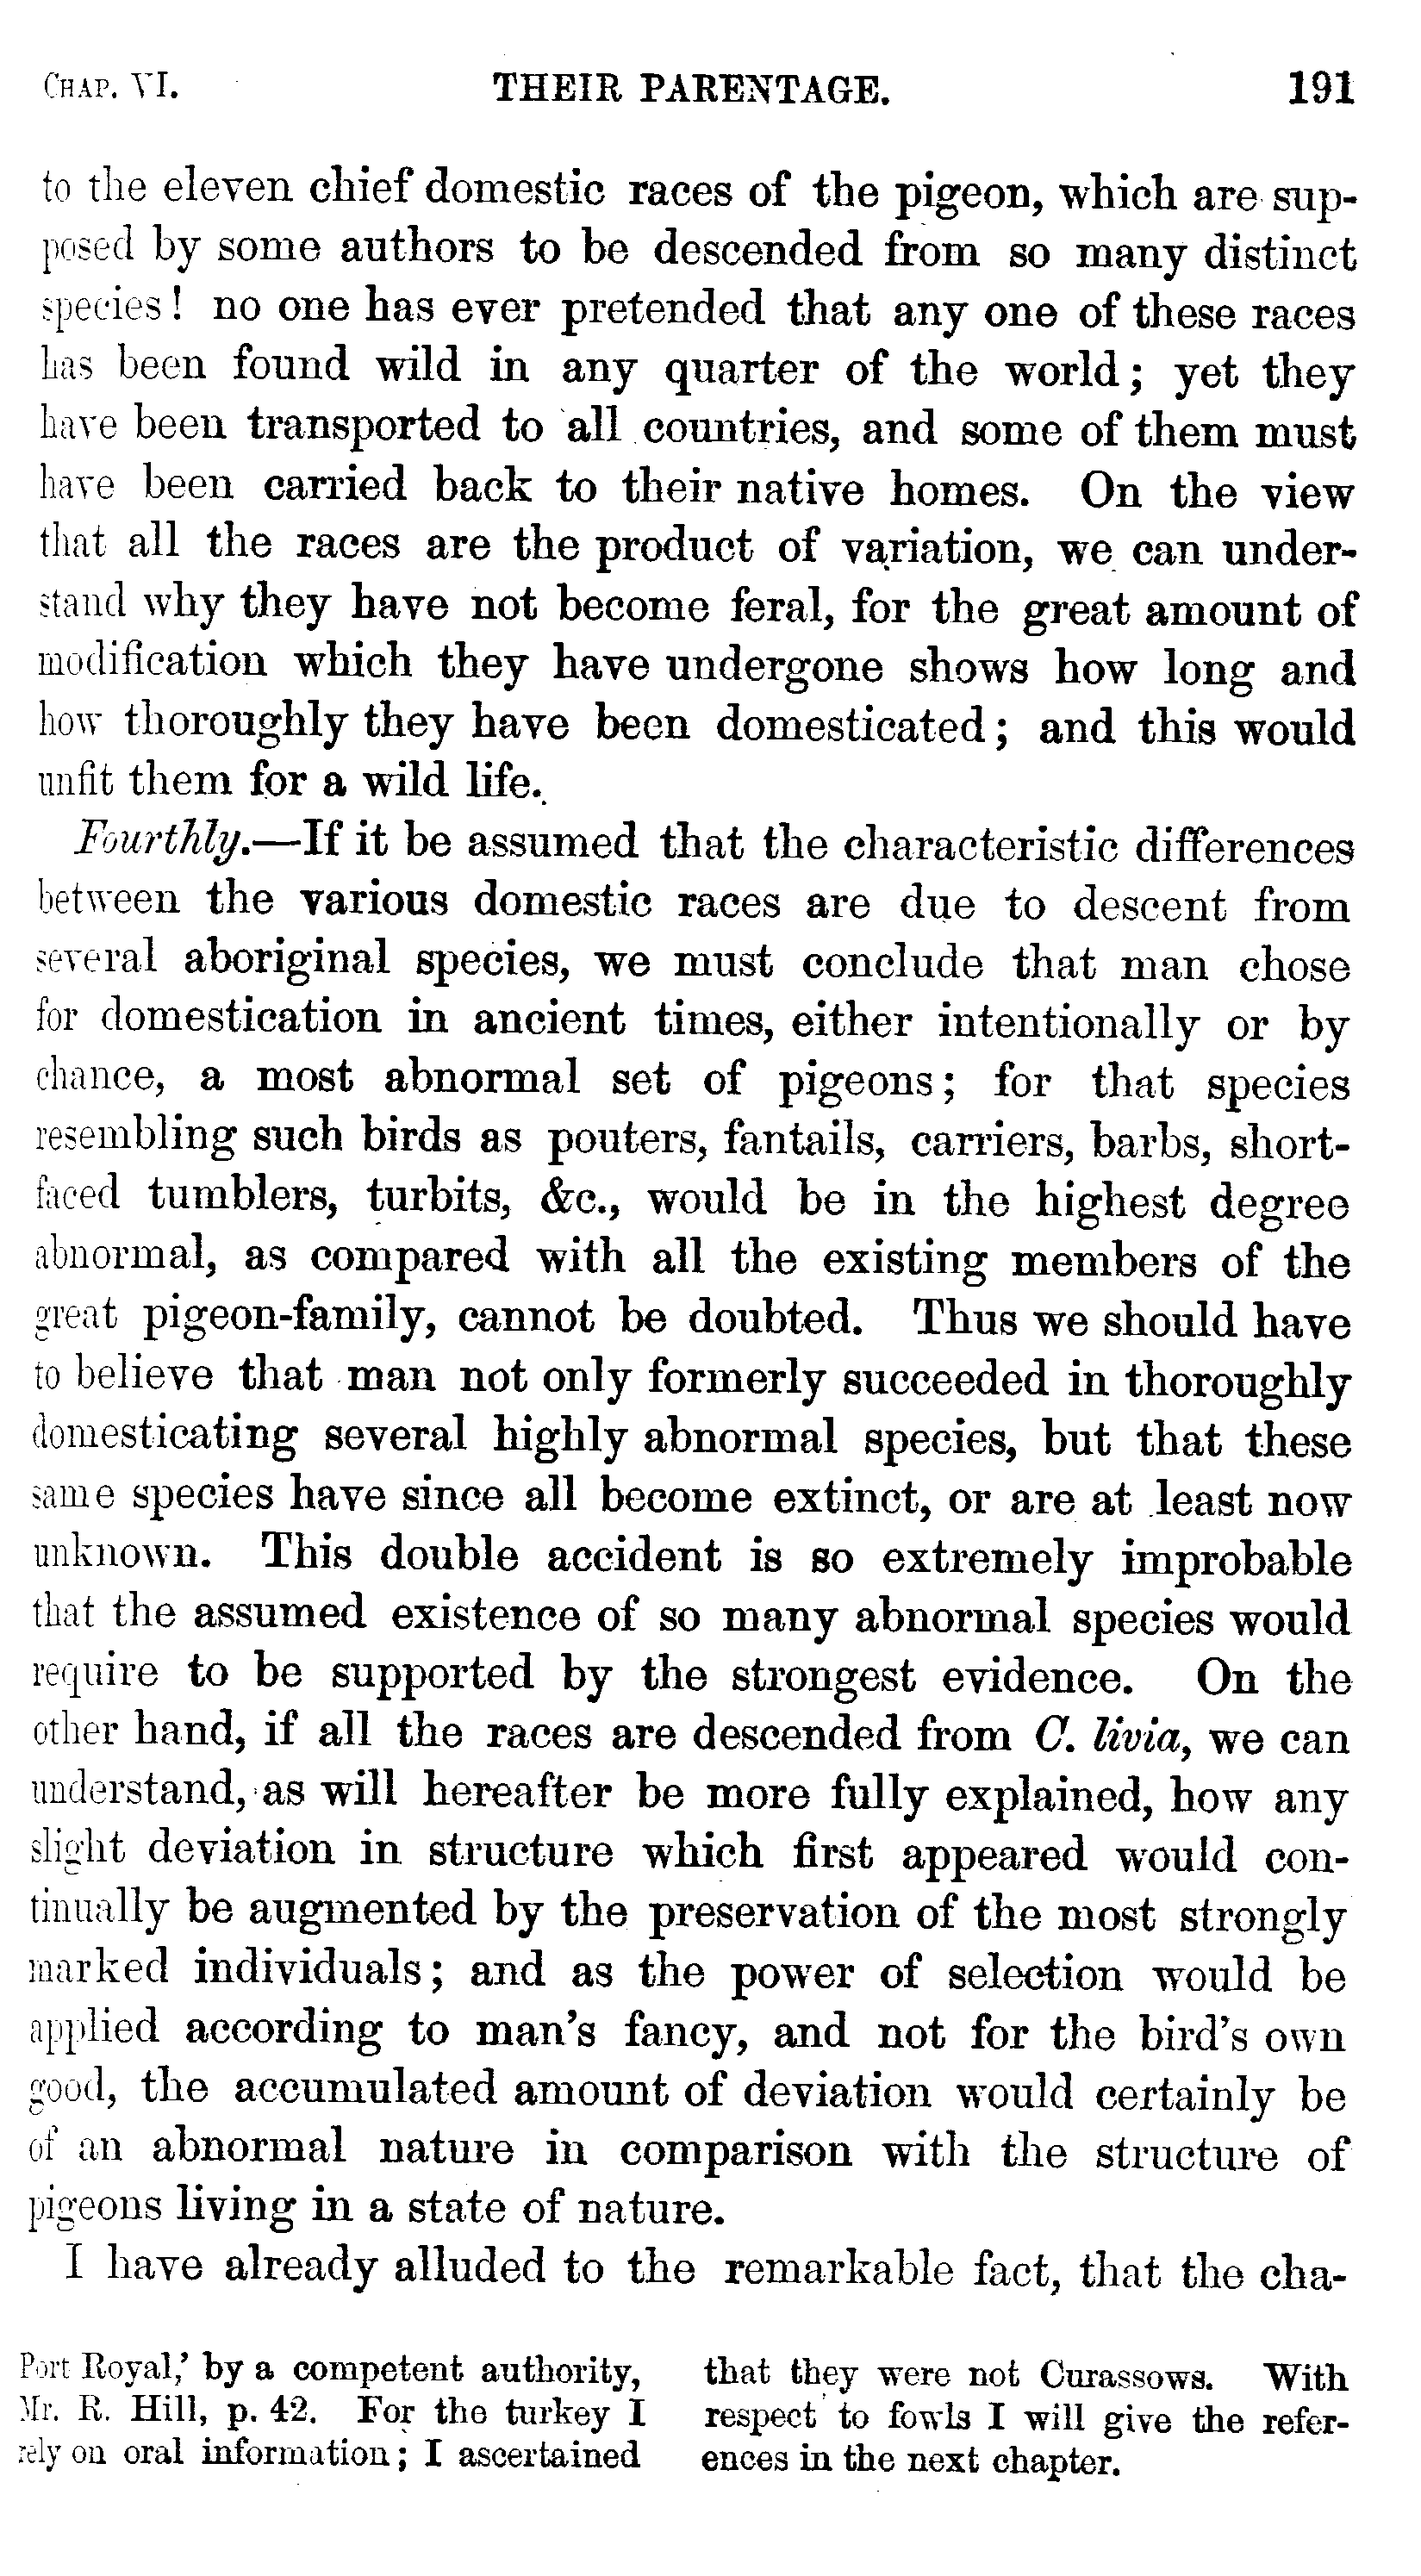 CHAP. VI. THEIR PARENTAGE. 191
to the eleven chief domestic races of the pigeon, which are sup-
posed by some authors to be descended from so many distinct
species! no one has ever pretended that any one of these races
has been found wild in any quarter of the world; yet they
have been transported to all countries, and some of them must
have been carried back to their native homes. On the view
that all the races are the product of variation, we can under-
stand why they have not become feral, for the great amount of
modification which they have undergone shows how long and
how thoroughly they have been domesticated; and this would
unfit them for a wild life.
Fourthly.—If it be assumed that the characteristic differences
between the various domestic races are due to descent from
several aboriginal species, we must conclude that man chose
for domestication in ancient times, either intentionally or by
chance, a most abnormal set of pigeons; for that species
resembling such birds as pouters, fantails, carriers, barbs, short-
faced tumblers, turbits, &c., would be in the highest degree
abnormal, as compared with all the existing members of the
great pigeon-family, cannot be doubted. Thus we should have
to believe that man not only formerly succeeded in thoroughly
domesticating several highly abnormal species, but that these
same species have since all become extinct, or are at least now
unknown. This double accident is so extremely improbable
that the assumed existence of so many abnormal species would
require to be supported by the strongest evidence. On the
other hand, if all the races are descended from C. livia, we can
understand, as will hereafter be more fully explained, how any
slight deviation in structure which first appeared would con-
tinually be augmented by the preservation of the most strongly
marked individuals; and as the power of selection would be
applied according to man's fancy, and not for the bird's own
good, the accumulated amount of deviation would certainly be
of an abnormal nature in comparison with the structure of
pigeons living in a state of nature.
I have already alluded to the remarkable fact, that the cha-
Port Royal,' by a competent authority,
Mr. R. Hill, p. 42. For the turkey I
rely on oral information; I ascertained
that they were not Curassows. With
respect to fowls I will give the refer-
ences in the next chapter.